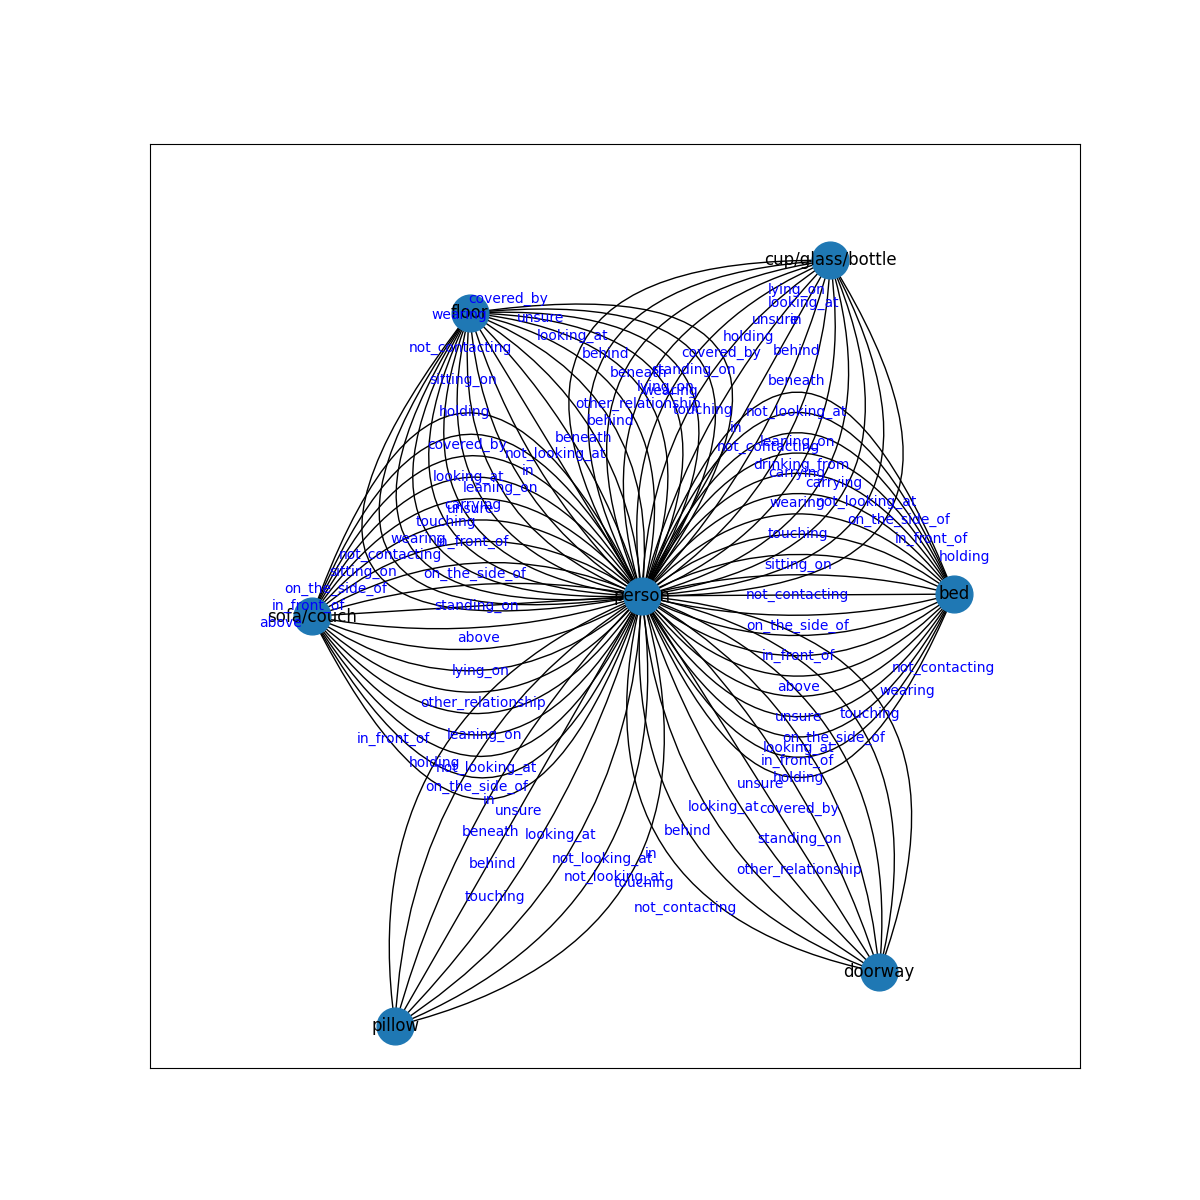 cup/glass/bottle
lying_on
covered_by
looking_at
floor
wearing
unsure
unsure
in
looking_at
holding
not_contacting
behind
covered_by
behind
standing_on
beneath
sitting_on
beneath
lying_on
wearing
other_relationship
touching
holding
not_looking_at
behind
in
beneath
covered_by
leaning_on
not_contacting
not_looking_at
drinking_from
in
carrying
looking_at
carrying
leaning_on
wearing
not_looking_at
carrying
unsure
touching
on_the_side_of
touching
wearing
in_front_of
in_front_of
not_contacting
holding
sitting_on
sitting_on
on_the_side_of
on_the_side_of
person
not_contacting
bed
in_front_of
standing_on
sofa/couch
above
on_the_side_of
above
in_front_of
lying_on
not_contacting
above
wearing
other_relationship
touching
unsure
leaning_on
in_front_of
on_the_side_of
looking_at
holding
not_looking_at
in_front_of
holding
on_the_side_of
unsure
in
unsure
looking_at
covered_by
beneath
looking_at
behind
standing_on
in
not_looking_at
behind
other_relationship
not_looking_at
touching
touching
not_contacting
doorway
pillow